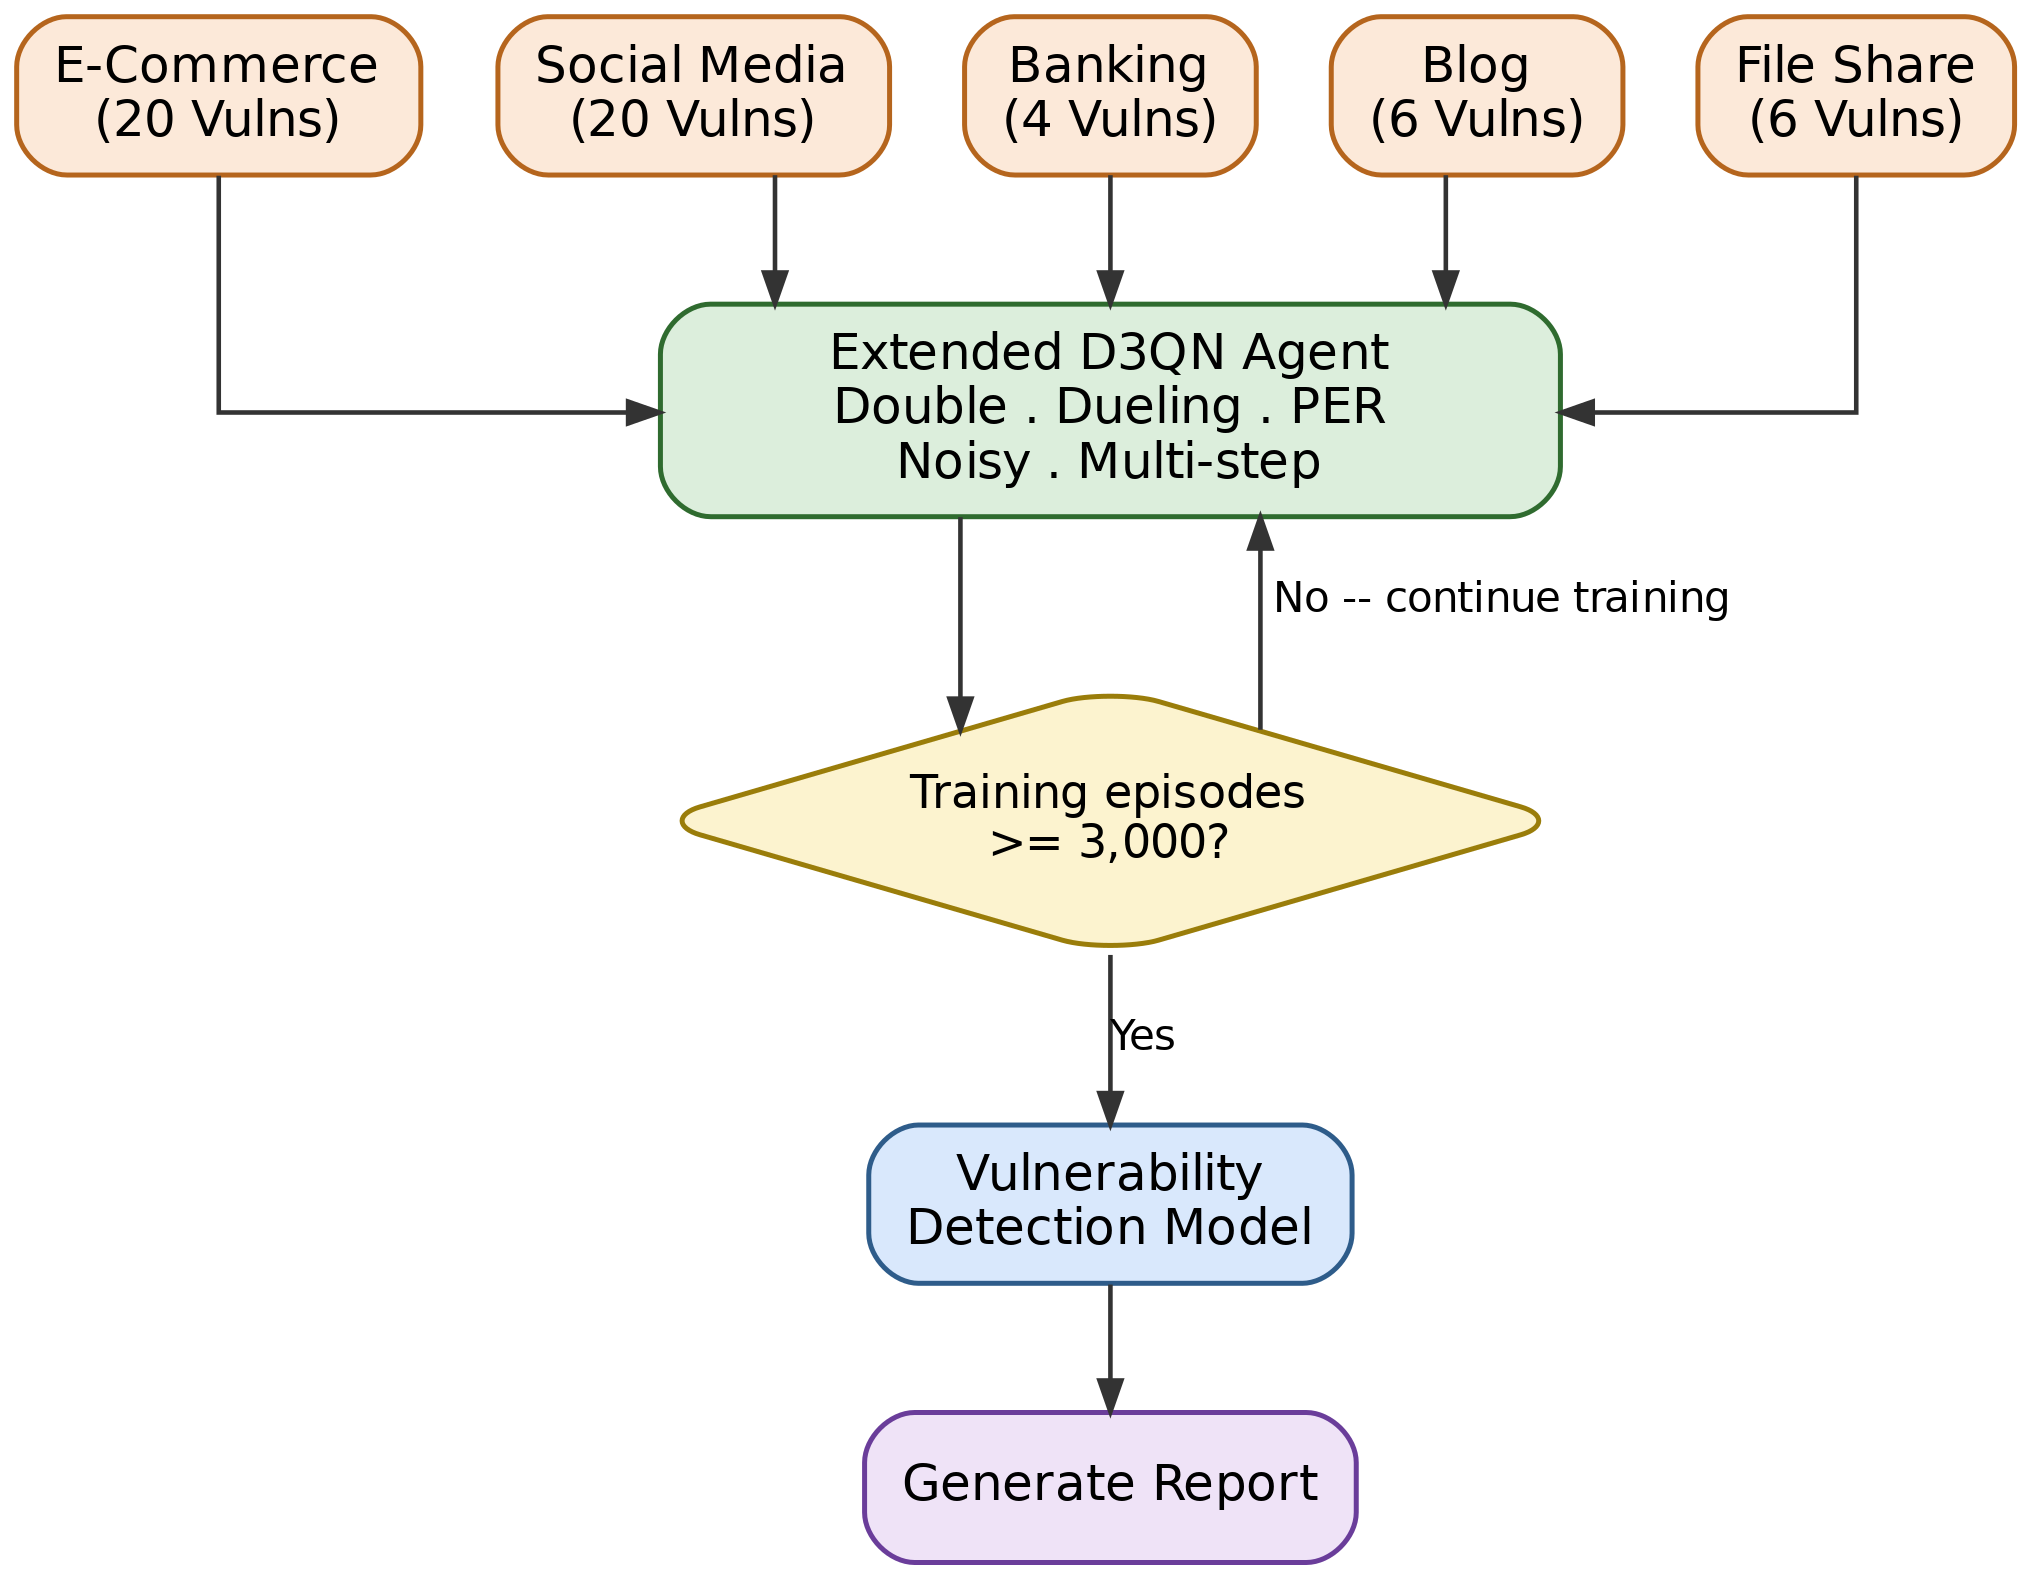 E-Commerce
(20 Vulns)
Social Media
(20 Vulns)
Banking
(4 Vulns)
Blog
(6 Vulns)
File Share
(6 Vulns)
Extended D3QN Agent
Double . Dueling . PER
Noisy . Multi-step
No -- continue training
Training episodes
>= 3,000?
Yes
Vulnerability
Detection Model
Generate Report